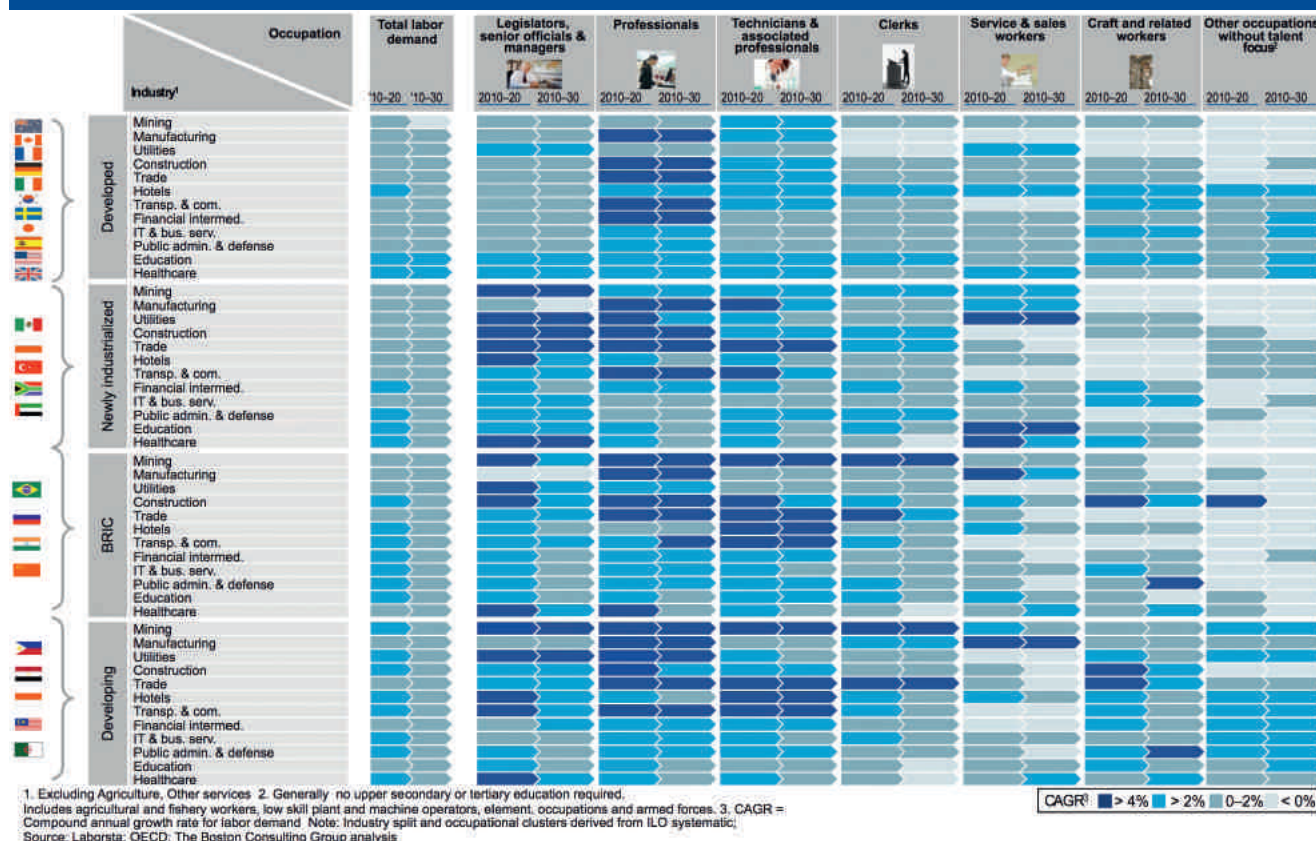 Occupation
Industry¹
Total labor
demand
'10–20 '10–30
Legislators,
senior officials &
managers
2010–20 2010–30
Professionals
2010–20 2010–30
Technicians &
associated
professionals
2010–20 2010–30
Clerks
2010–20 2010–30
Service & sales
workers
2010–20 2010–30
Craft and related
workers
2010–20 2010–30
Other occupations
without talent
focus²
2010–20 2010–30
Developed
Mining
Manufacturing
Utilities
Construction
Trade
Hotels
Transp. & com.
Financial intermed.
IT & bus. serv.
Public admin. & defense
Education
Healthcare
Newly industrialized
Mining
Manufacturing
Utilities
Construction
Trade
Hotels
Transp. & com.
Financial intermed.
IT & bus. serv.
Public admin. & defense
Education
Healthcare
BRIC
Mining
Manufacturing
Utilities
Construction
Trade
Hotels
Transp. & com.
Financial intermed.
IT & bus. serv.
Public admin. & defense
Education
Healthcare
Developing
Mining
Manufacturing
Utilities
Construction
Trade
Hotels
Transp. & com.
Financial intermed.
IT & bus. serv.
Public admin. & defense
Education
Healthcare
1. Excluding Agriculture, Other services 2. Generally no upper secondary or tertiary education required.
Includes agricultural and fishery workers, low skill plant and machine operators, element. occupations and armed forces. 3. CAGR =
Compound annual growth rate for labor demand Note: Industry split and occupational clusters derived from ILO systematic;
Source: Laborsta; OECD; The Boston Consulting Group analysis
CAGR³ > 4% > 2% 0–2% < 0%